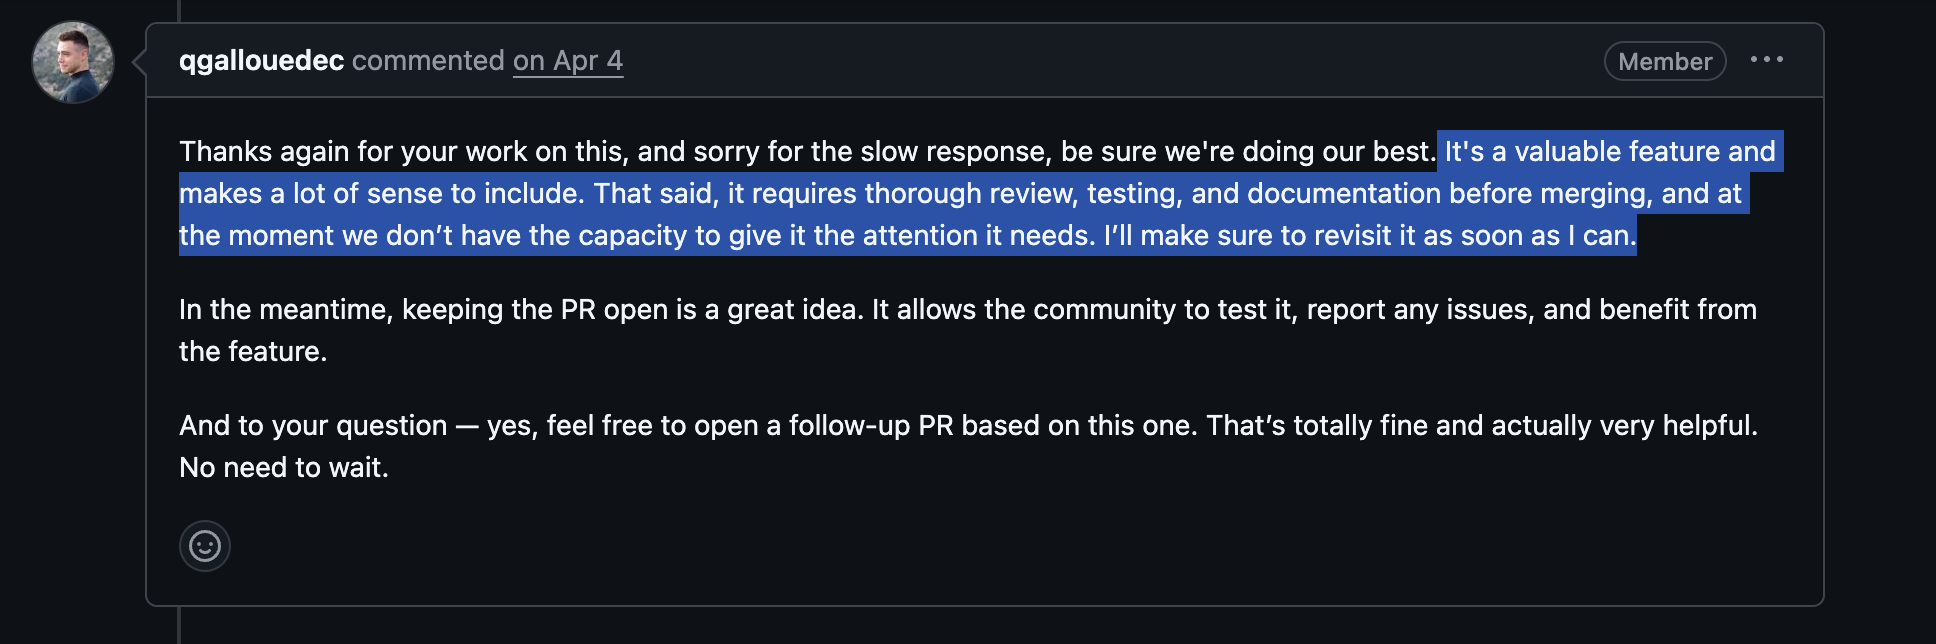 qgallouedec commented on Apr 4
Member
Thanks again for your work on this, and sorry for the slow response, be sure we're doing our best. It's a valuable feature and
makes a lot of sense to include. That said, it requires thorough review, testing, and documentation before merging, and at
the moment we don’t have the capacity to give it the attention it needs. I’ll make sure to revisit it as soon as I can.
In the meantime, keeping the PR open is a great idea. It allows the community to test it, report any issues, and benefit from
the feature.
And to your question — yes, feel free to open a follow-up PR based on this one. That’s totally fine and actually very helpful.
No need to wait.